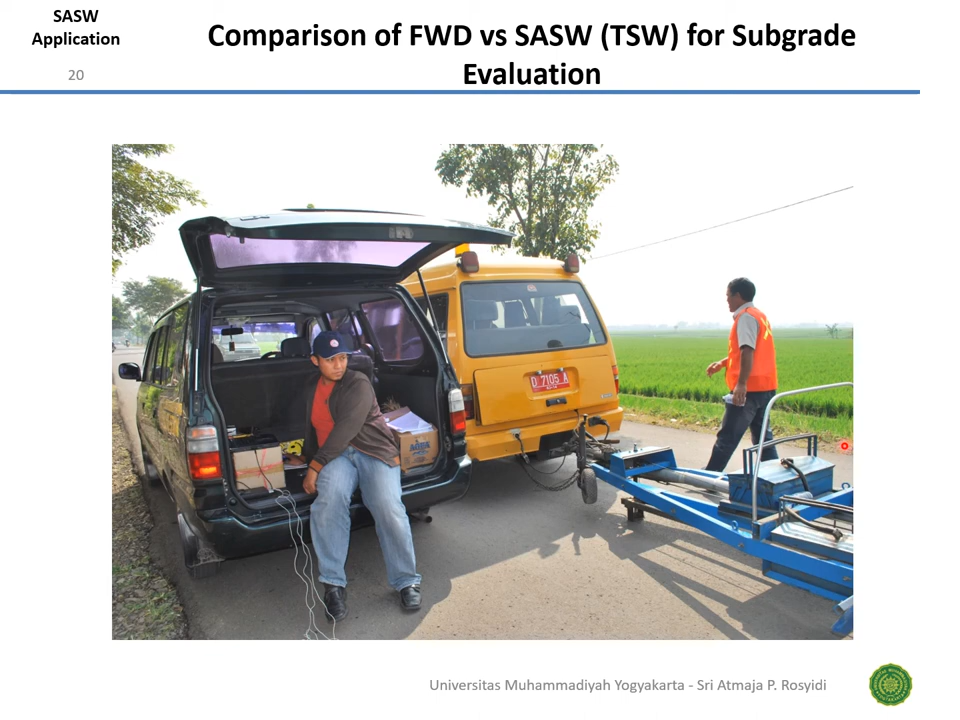 SASW
Application
20
Comparison of FWD vs SASW (TSW) for Subgrade
Evaluation
D 7105 A
Universitas Muhammadiyah Yogyakarta - Sri Atmaja P. Rosyidi